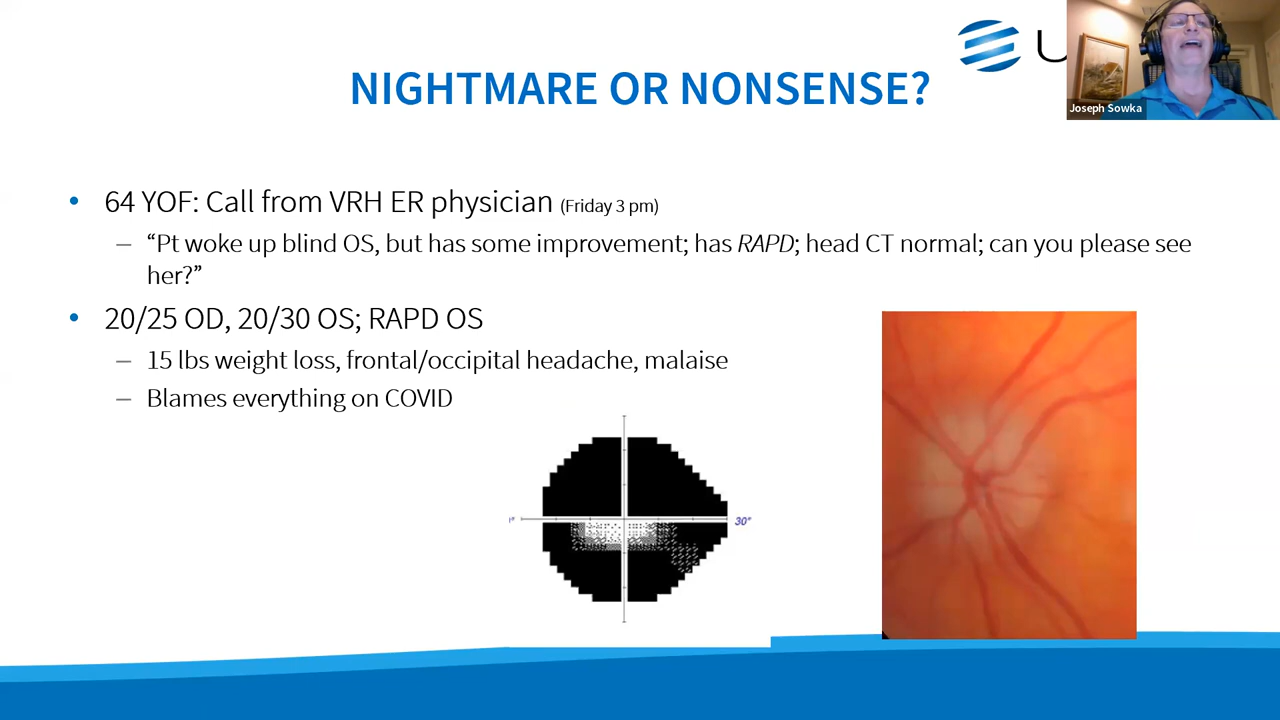 U
Joseph Sowka
NIGHTMARE OR NONSENSE?
• 64 YOF: Call from VRH ER physician (Friday 3 pm)
– “Pt woke up blind OS, but has some improvement; has RAPD; head CT normal; can you please see
her?”
• 20/25 OD, 20/30 OS; RAPD OS
– 15 lbs weight loss, frontal/occipital headache, malaise
– Blames everything on COVID
30°